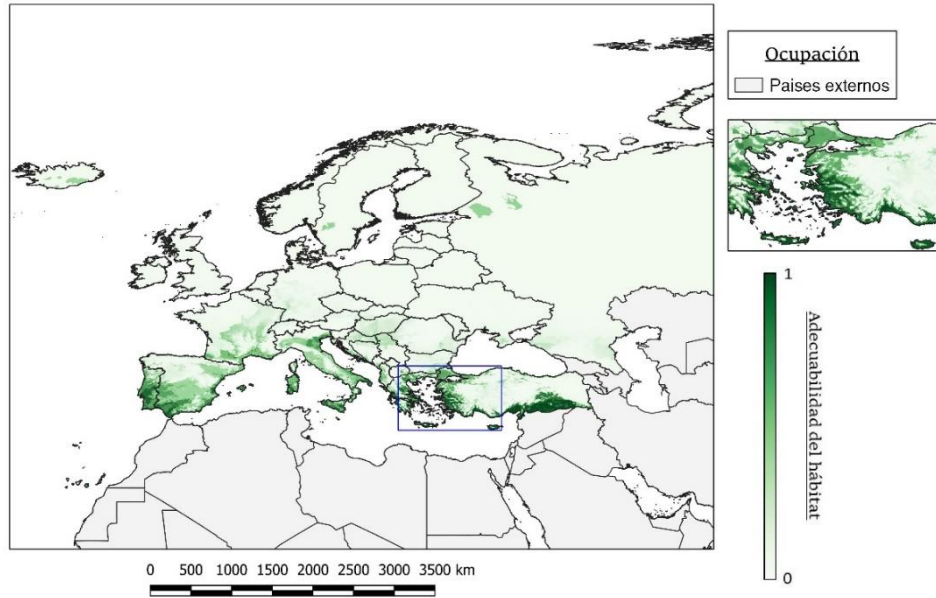 Ocupación
Paises externos
1
Adecuabilidad del hábitat
0
0 500 1000 1500 2000 2500 3000 3500 km